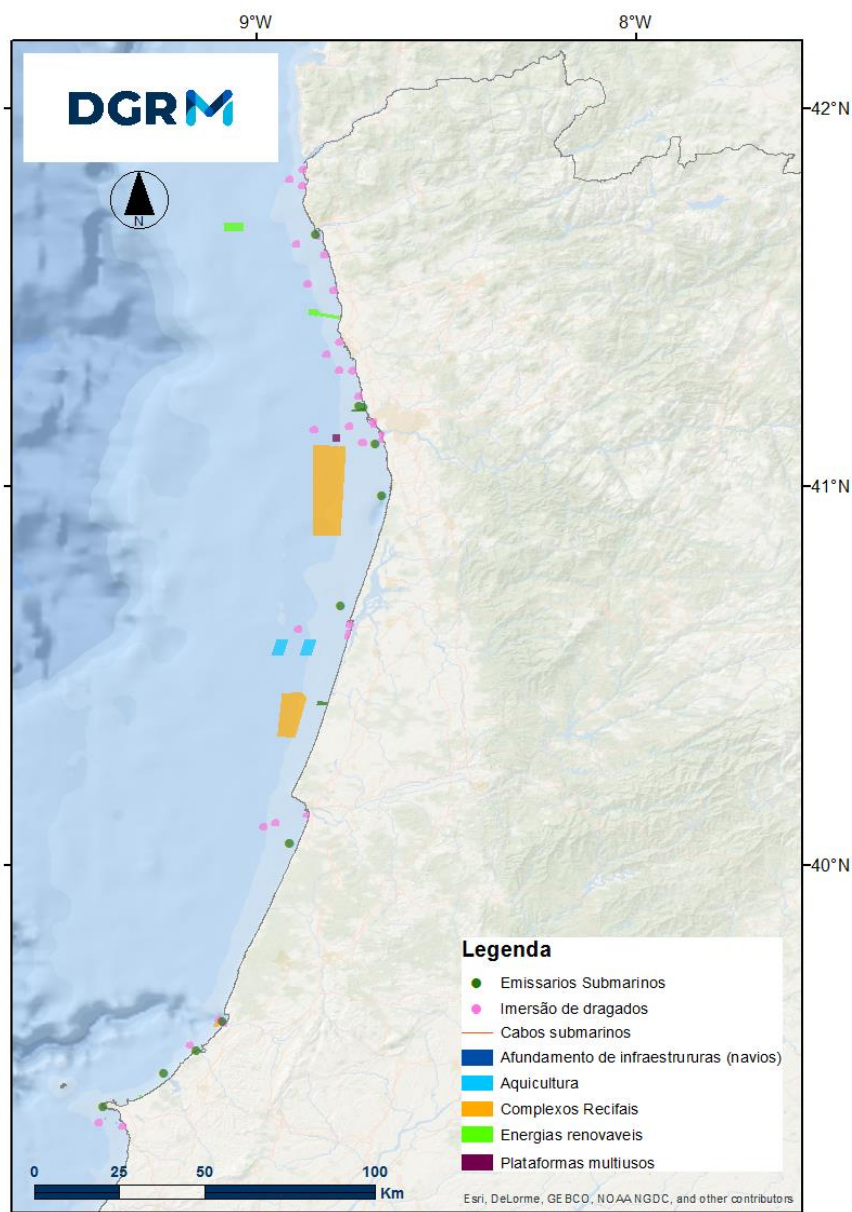 9°W 8°W
DGRM
42°N
N
41°N
40°N
Legenda
Emissarios Submarinos
Imersão de dragados
Cabos submarinos
Afundamento de infraestrururas (navios)
Aquicultura
Complexos Recifais
Energias renovaveis
Plataformas multiusos
0 25 50 100
Km
Esri, DeLorme, GEBCO, NOAA NGDC, and other contributors